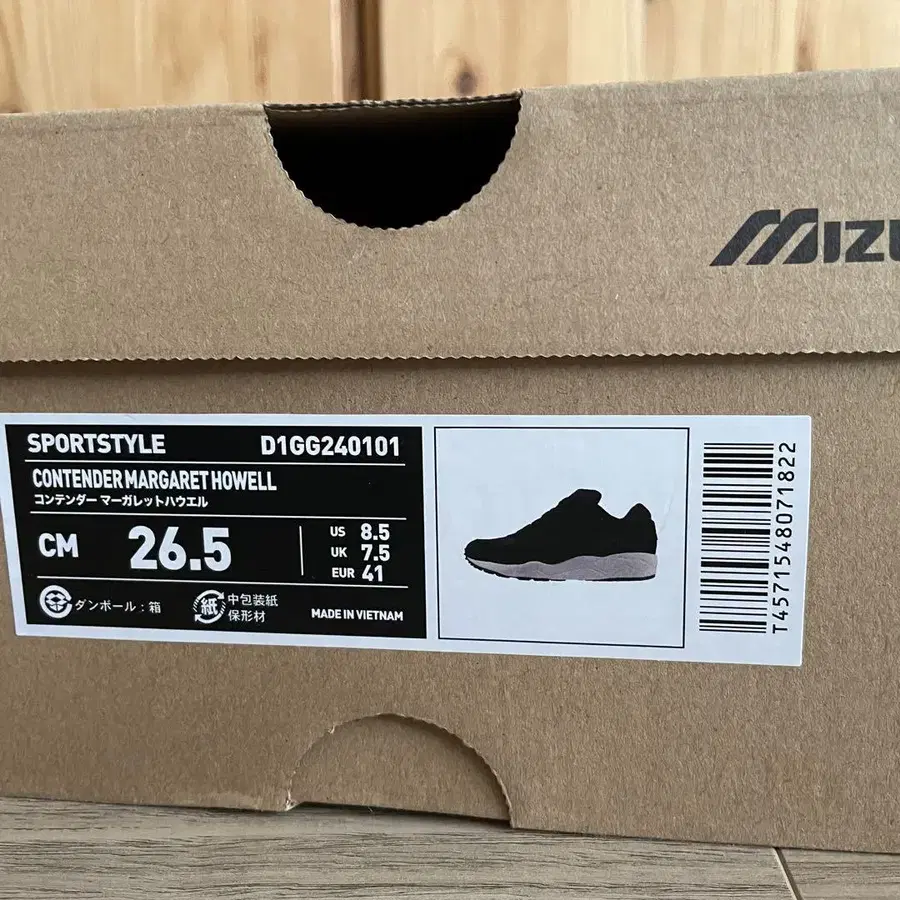 MIZU
SPORTSTYLE D1GG240101
CONTENDER MARGARET HOWELL
コンテンダー マーガレットハウエル
CM 26.5
US 8.5
UK 7.5
EUR 41
ダンボール：箱
紙 中包装紙
保形材
MADE IN VIETNAM
T4571548071822